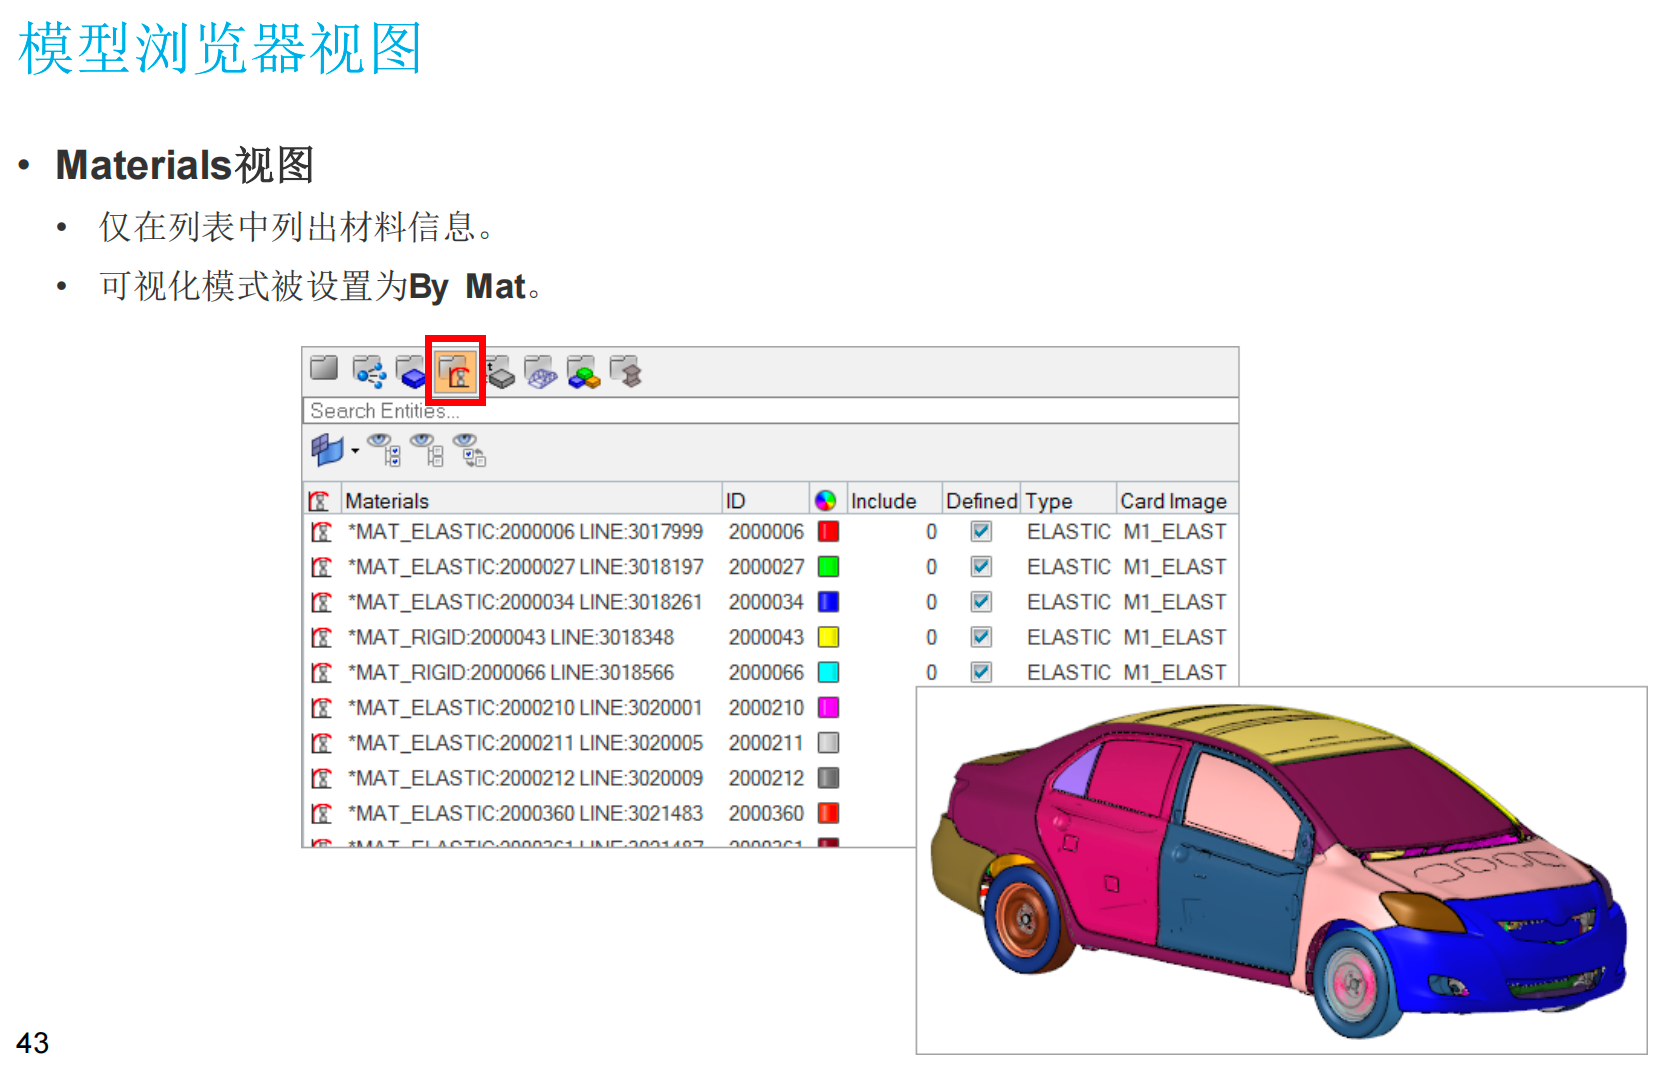 模型浏览器视图
• Materials视图
• 仅在列表中列出材料信息。
• 可视化模式被设置为By Mat。
Search Entities...
Materials ID Include Defined Type Card Image
*MAT_ELASTIC:2000006 LINE:3017999 2000006 0 ELASTIC M1_ELAST
*MAT_ELASTIC:2000027 LINE:3018197 2000027 0 ELASTIC M1_ELAST
*MAT_ELASTIC:2000034 LINE:3018261 2000034 0 ELASTIC M1_ELAST
*MAT_RIGID:2000043 LINE:3018348 2000043 0 ELASTIC M1_ELAST
*MAT_RIGID:2000066 LINE:3018566 2000066 0 ELASTIC M1_ELAST
*MAT_ELASTIC:2000210 LINE:3020001 2000210
*MAT_ELASTIC:2000211 LINE:3020005 2000211
*MAT_ELASTIC:2000212 LINE:3020009 2000212
*MAT_ELASTIC:2000360 LINE:3021483 2000360
*MAT_ELASTIC:2000361 LINE:3021487 2000361
43